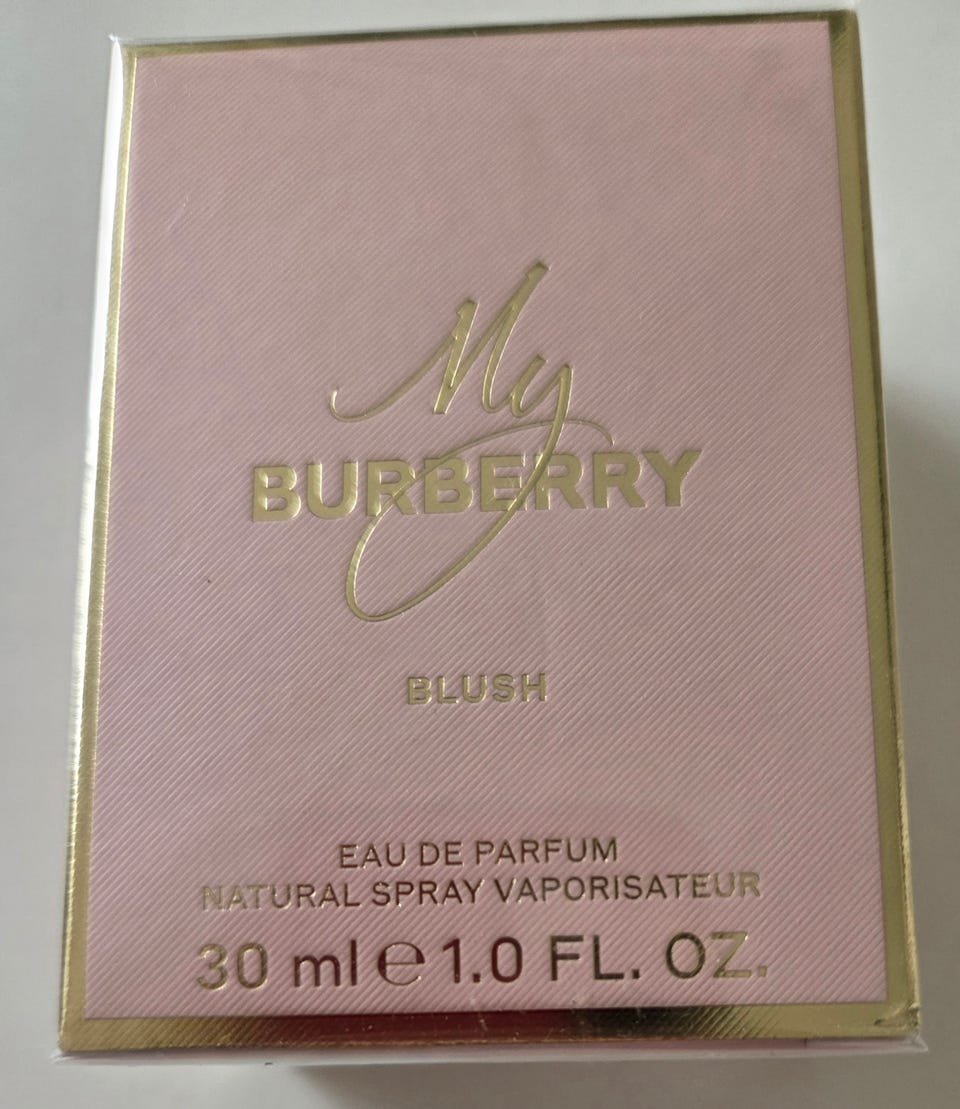 My
BURBERRY
BLUSH
EAU DE PARFUM
NATURAL SPRAY VAPORISATEUR
30 ml ℮ 1.0 FL. OZ.